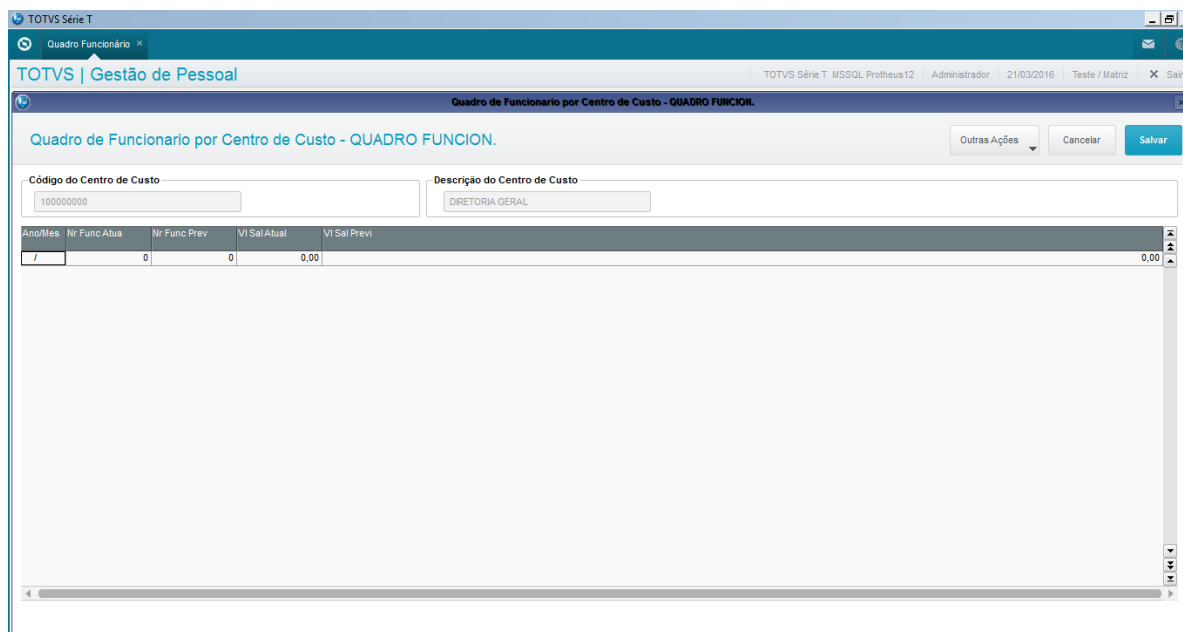 TOTVS Série T
Quadro Funcionário ×
TOTVS | Gestão de Pessoal
TOTVS Série T MSSQL Protheus12 Administrador 21/03/2016 Teste / Matriz X Sair
Quadro de Funcionario por Centro de Custo - QUADRO FUNCION.
Quadro de Funcionario por Centro de Custo - QUADRO FUNCION.
Outras Ações Cancelar Salvar
Código do Centro de Custo Descrição do Centro de Custo
100000000 DIRETORIA GERAL
Ano/Mes Nr Func Atua Nr Func Prev Vl Sal Atual Vl Sal Previ
/ 0 0 0,00 0,00